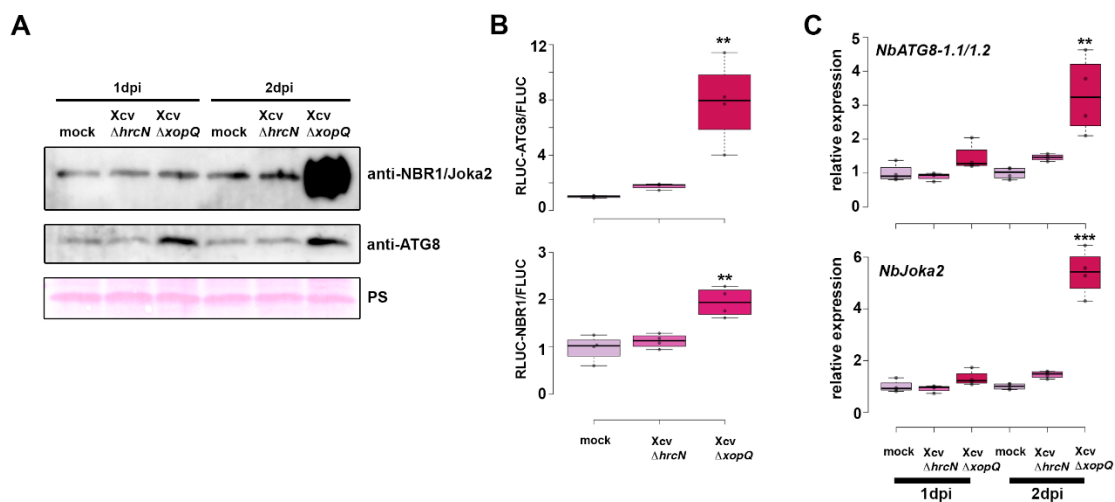 A
1dpi 2dpi
mock Xcv ΔhrcN Xcv ΔxopQ mock Xcv ΔhrcN Xcv ΔxopQ
anti-NBR1/Joka2
anti-ATG8
PS
B
RLUC-ATG8/FLUC
12
10
8
6
4
2
0
**
RLUC-NBR1/FLUC
3
2
1
0
**
mock Xcv ΔhrcN Xcv ΔxopQ
C
relative expression
5
4
3
2
1
0
NbATG8-1.1/1.2
**
relative expression
6
4
2
0
NbJoka2
***
mock Xcv ΔhrcN Xcv ΔxopQ mock Xcv ΔhrcN Xcv ΔxopQ
1dpi 2dpi